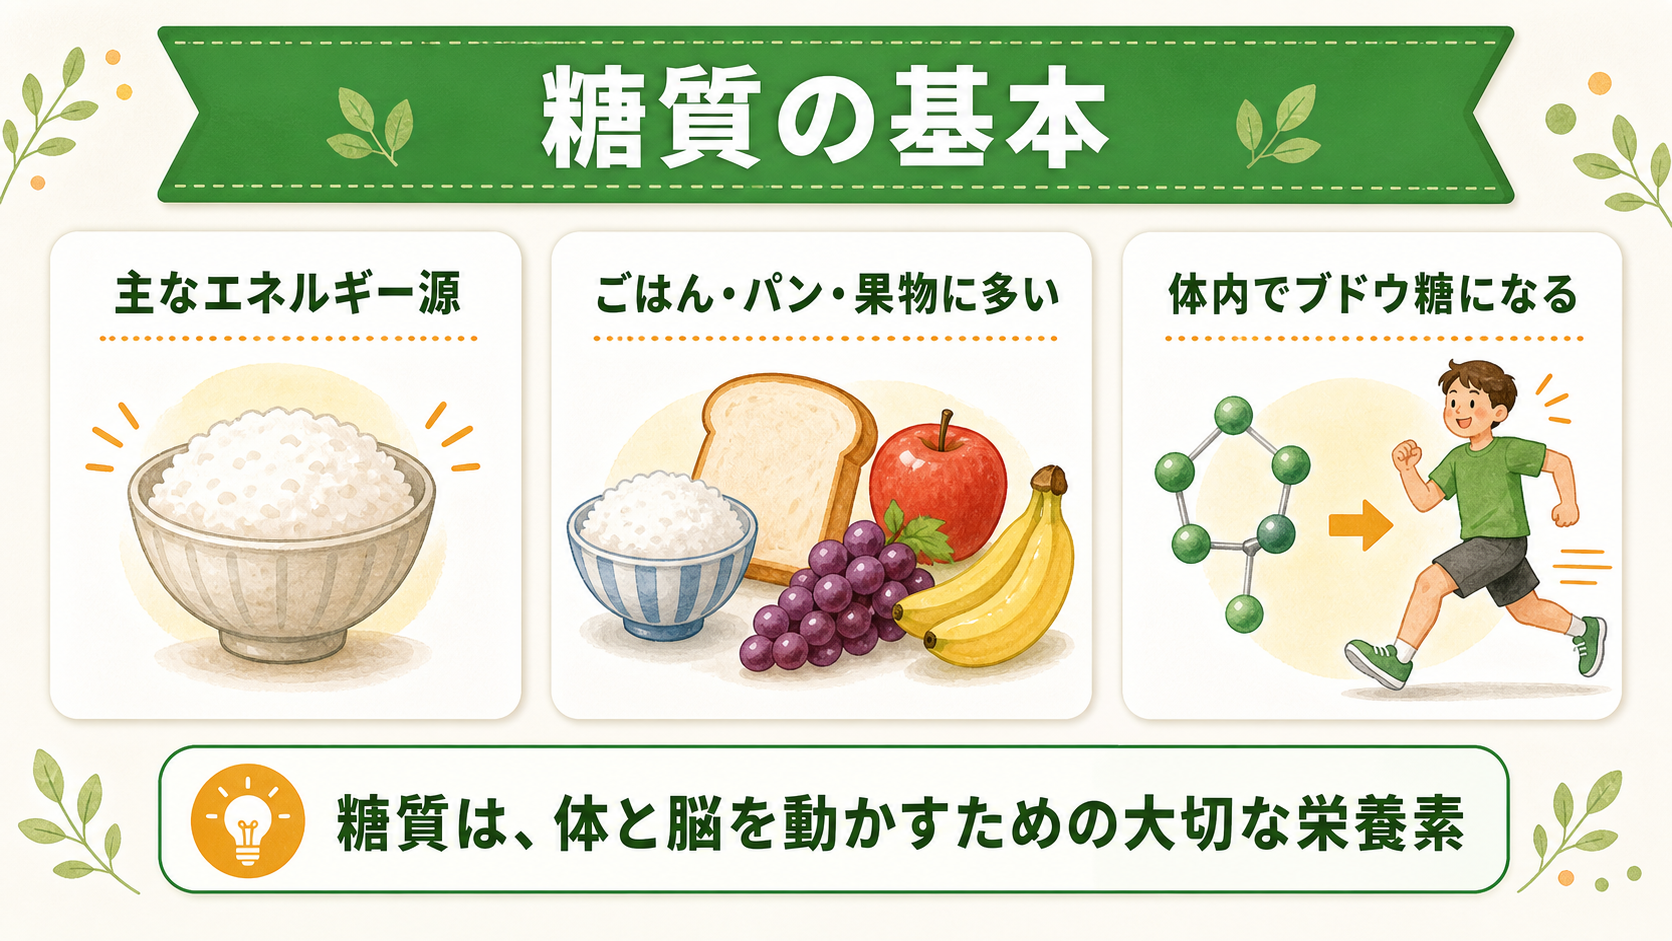 糖質の基本
主なエネルギー源
ごはん・パン・果物に多い
体内でブドウ糖になる
糖質は、体と脳を動かすための大切な栄養素